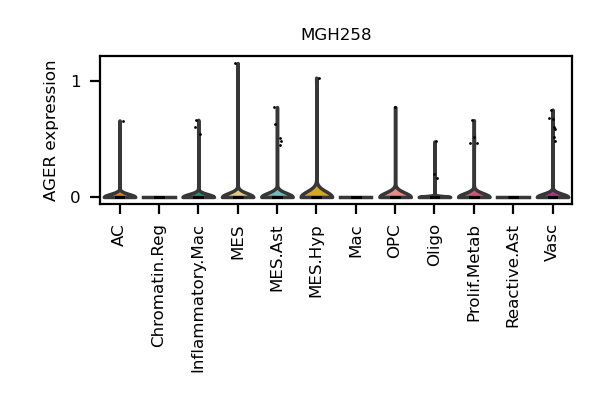 MGH258
AGER expression
1
0
AC
Chromatin.Reg
Inflammatory.Mac
MES
MES.Ast
MES.Hyp
Mac
OPC
Oligo
Prolif.Metab
Reactive.Ast
Vasc